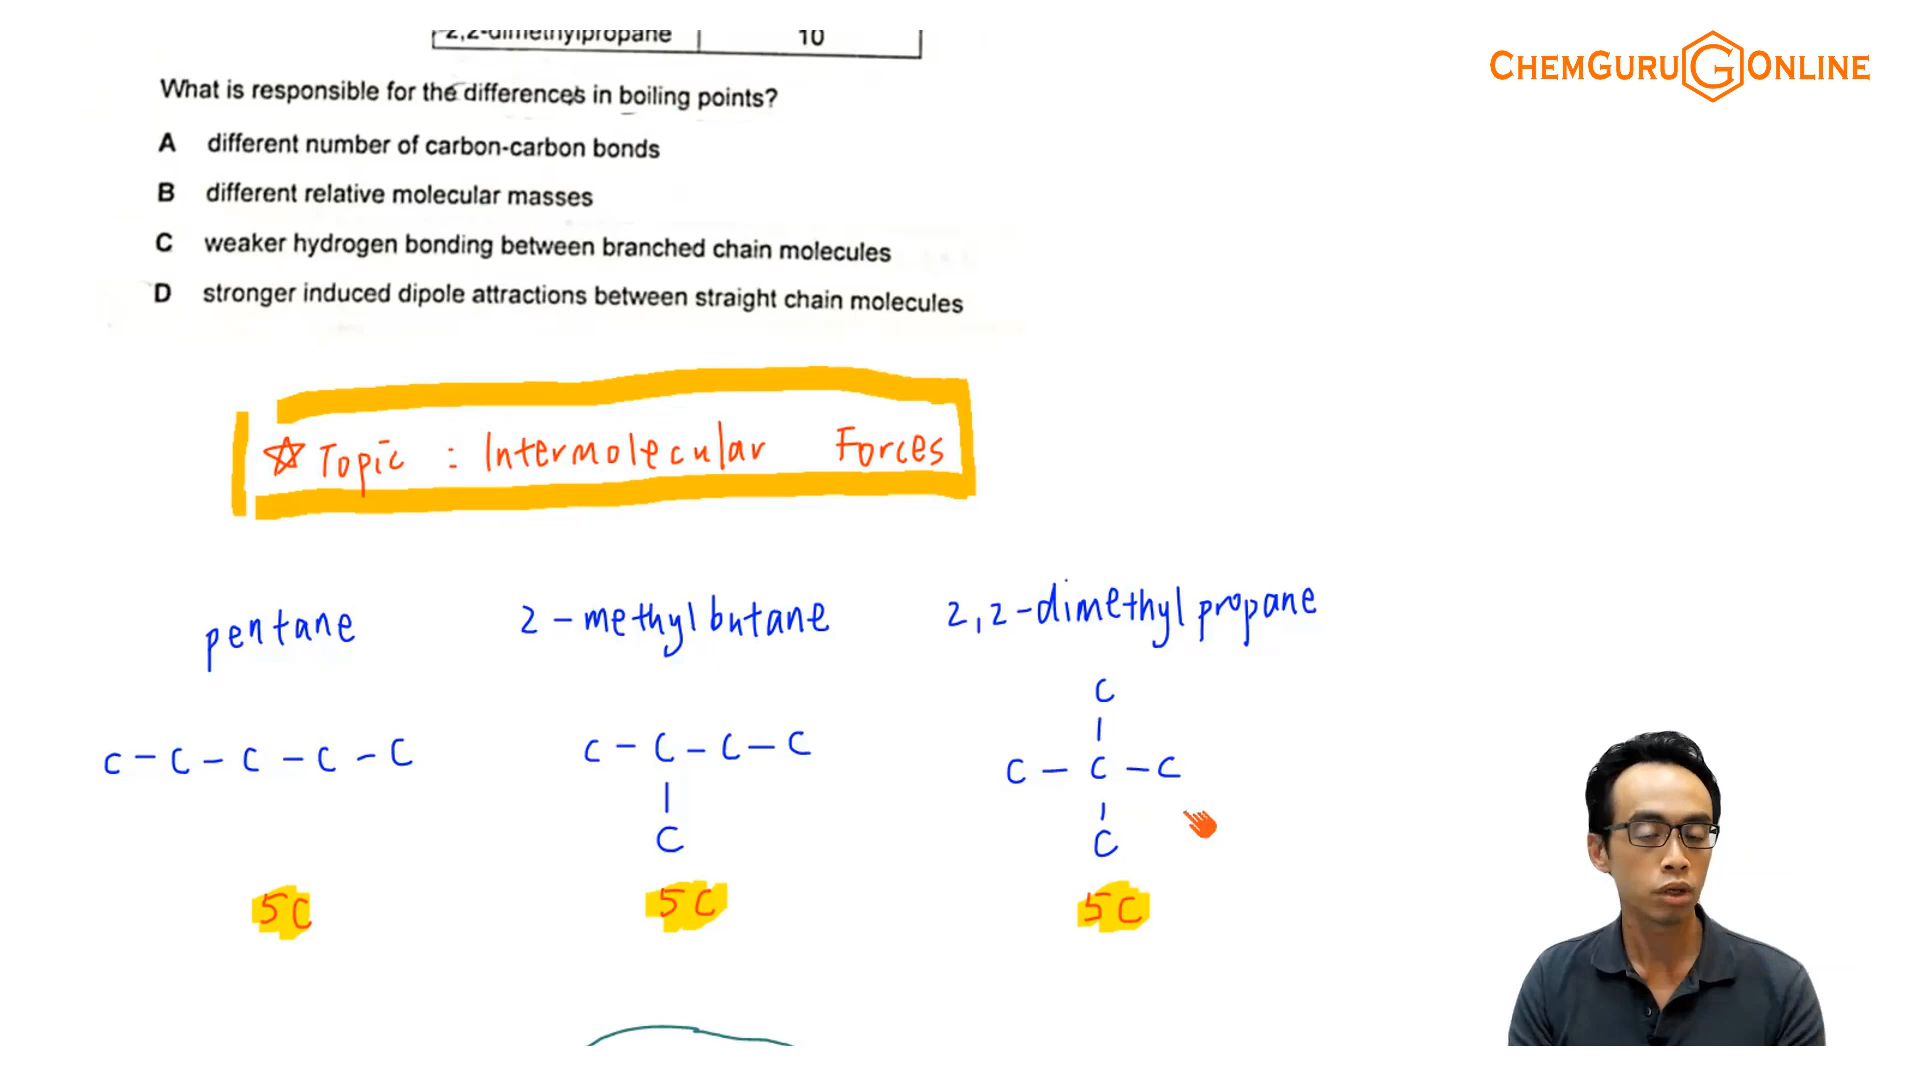 2,2-dimethylpropane 10
CHEMGURU G ONLINE
What is responsible for the differences in boiling points?
A different number of carbon-carbon bonds
B different relative molecular masses
C weaker hydrogen bonding between branched chain molecules
D stronger induced dipole attractions between straight chain molecules
☆ Topic : Intermolecular Forces
pentane 2-methylbutane 2,2-dimethylpropane
C
C - C - C - C - C C - C - C - C C - C - C
C C
5C 5C 5C